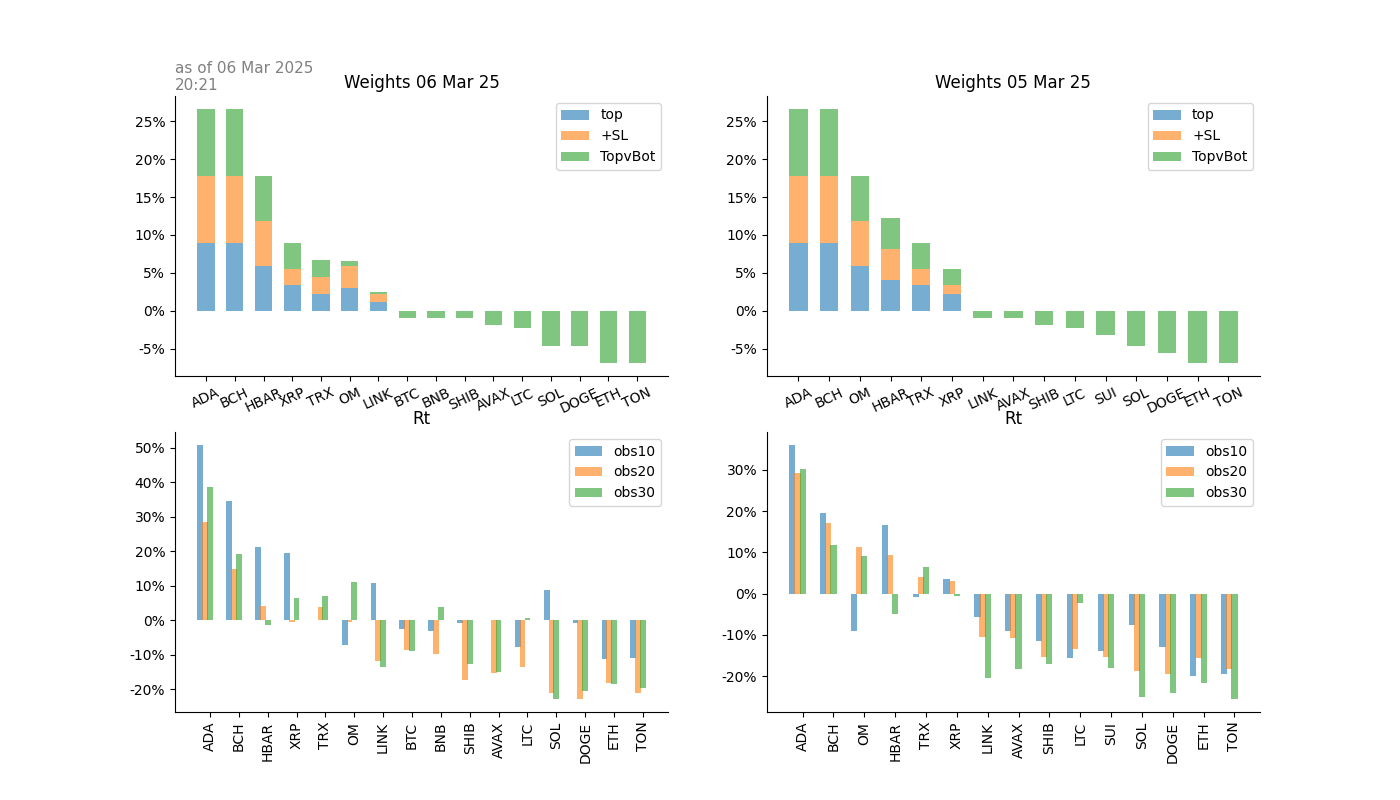 as of 06 Mar 2025
20:21
Weights 06 Mar 25
25%
20%
15%
10%
5%
0%
-5%
top
+SL
TopvBot
ADA BCH HBAR XRP TRX OM LINK BTC BNB SHIB AVAX LTC SOL DOGE ETH TON
Weights 05 Mar 25
25%
20%
15%
10%
5%
0%
-5%
top
+SL
TopvBot
ADA BCH OM HBAR TRX XRP LINK AVAX SHIB LTC SUI SOL DOGE ETH TON
Rt
50%
40%
30%
20%
10%
0%
-10%
-20%
obs10
obs20
obs30
ADA BCH HBAR XRP TRX OM LINK BTC BNB SHIB AVAX LTC SOL DOGE ETH TON
Rt
30%
20%
10%
0%
-10%
-20%
obs10
obs20
obs30
ADA BCH OM HBAR TRX XRP LINK AVAX SHIB LTC SUI SOL DOGE ETH TON